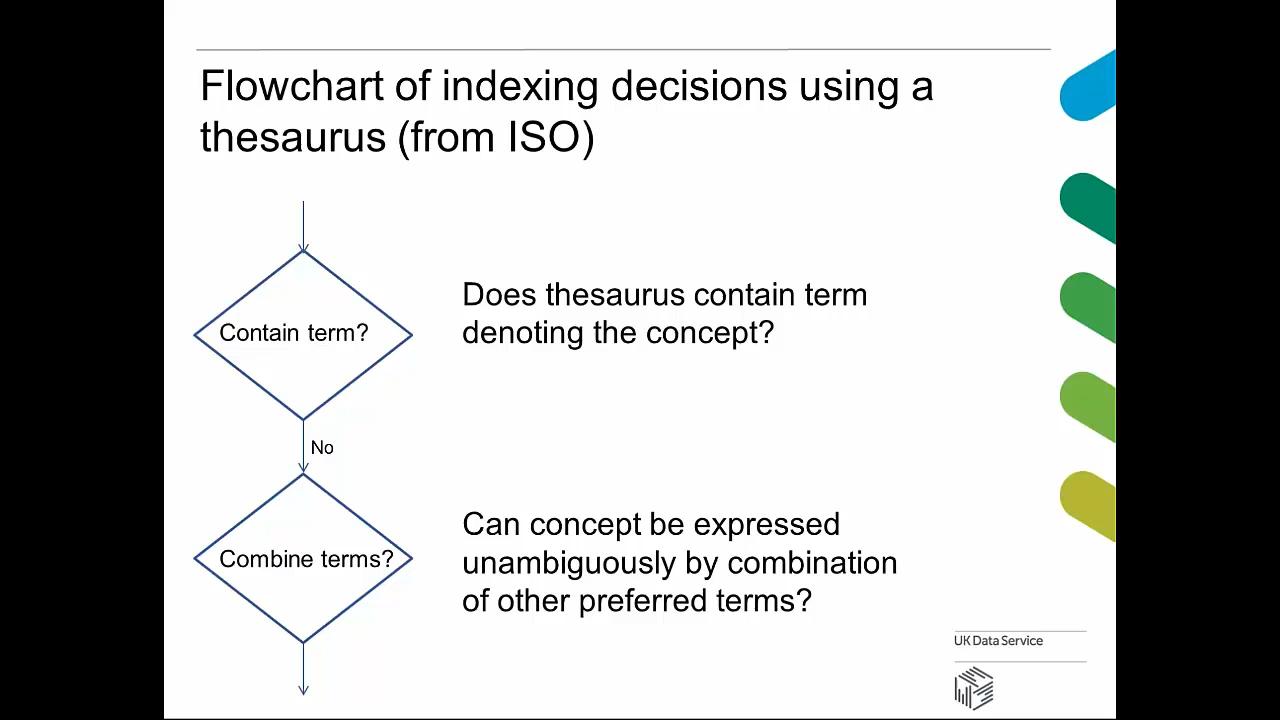 Flowchart of indexing decisions using a
thesaurus (from ISO)
Contain term?
Does thesaurus contain term
denoting the concept?
No
Combine terms?
Can concept be expressed
unambiguously by combination
of other preferred terms?
UK Data Service